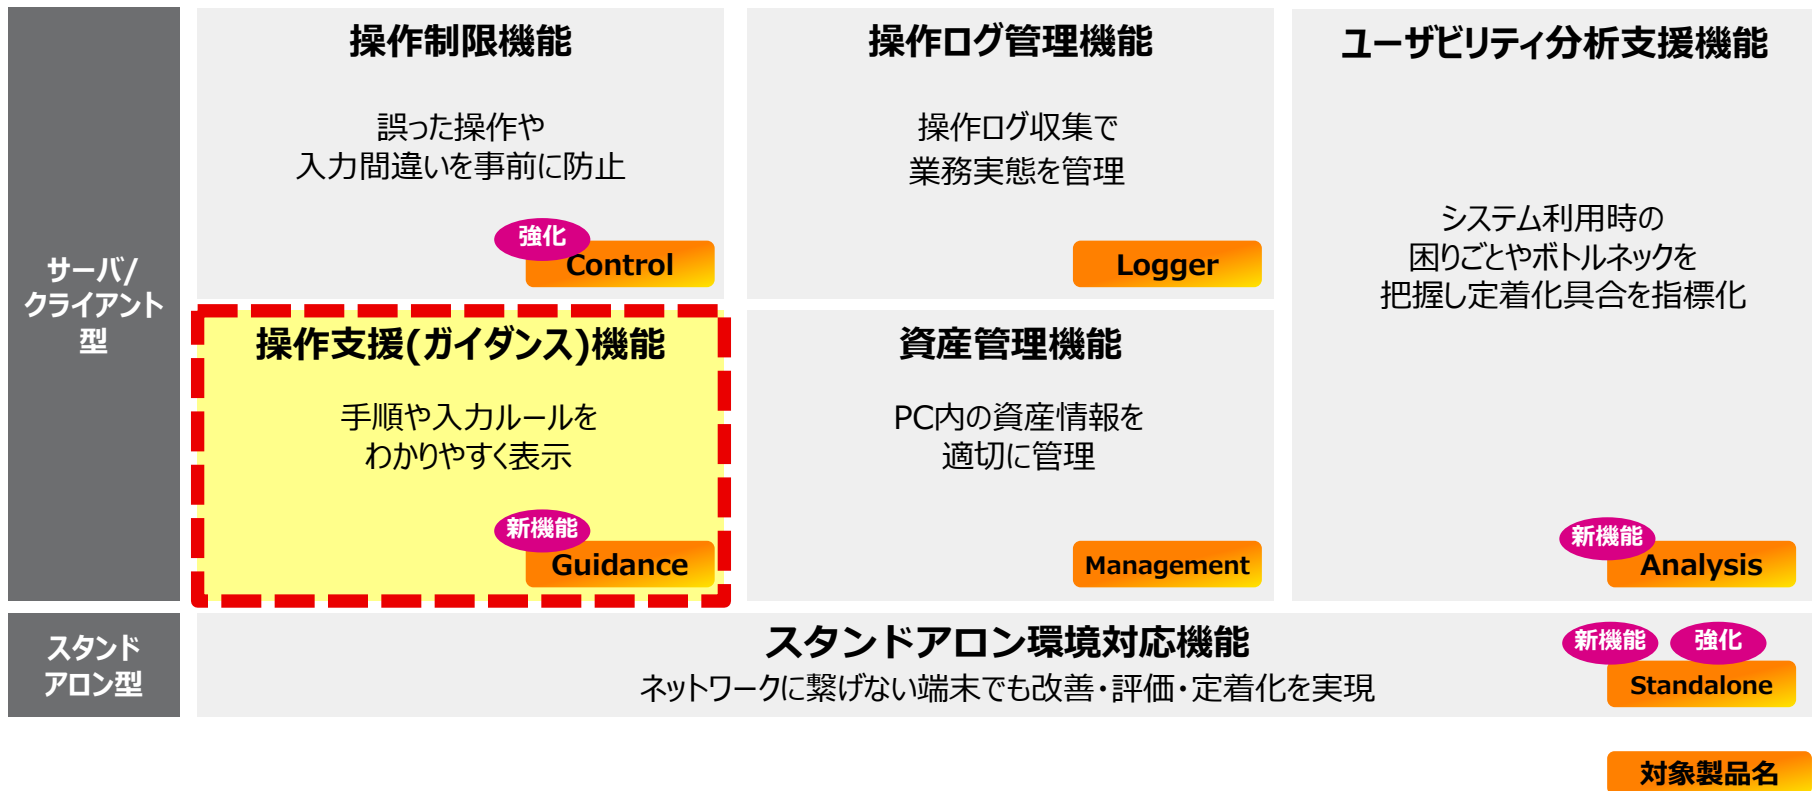 サーバ/
クライアント
型
操作制限機能
誤った操作や
入力間違いを事前に防止
強化
Control
操作ログ管理機能
操作ログ収集で
業務実態を管理
Logger
ユーザビリティ分析支援機能
システム利用時の
困りごとやボトルネックを
把握し定着化具合を指標化
新機能
Analysis
操作支援(ガイダンス)機能
手順や入力ルールを
わかりやすく表示
新機能
Guidance
資産管理機能
PC内の資産情報を
適切に管理
Management
スタンド
アロン型
スタンドアロン環境対応機能
ネットワークに繋げない端末でも改善・評価・定着化を実現
新機能
強化
Standalone
対象製品名